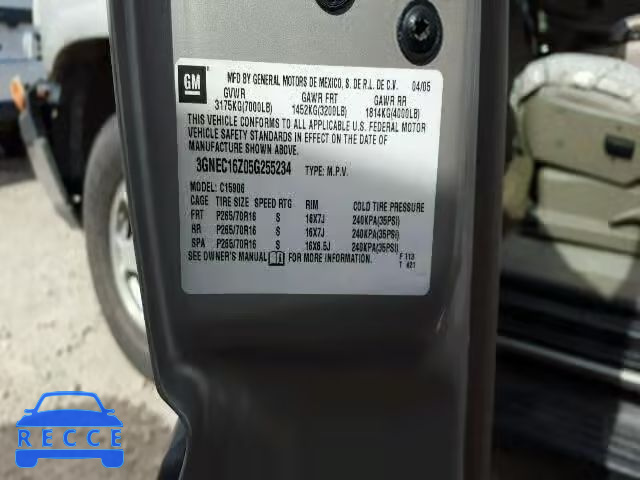 GM
MFD BY GENERAL MOTORS DE MEXICO, S. DE R.L. DE C.V. 04/05
GVWR GAWR FRT GAWR RR
3175KG(7000LB) 1452KG(3200LB) 1814KG(4000LB)
THIS VEHICLE CONFORMS TO ALL APPLICABLE U.S. FEDERAL MOTOR
VEHICLE SAFETY STANDARDS IN EFFECT ON THE DATE OF
MANUFACTURE SHOWN ABOVE.
3GNEC16Z05G255234 TYPE: M.P.V.
MODEL: C15906
CAGE TIRE SIZE SPEED RTG RIM COLD TIRE PRESSURE
FRT P265/70R16 S 16X7J 240KPA(35PSI)
RR P265/70R16 S 16X7J 240KPA(35PSI)
SPA P265/70R16 S 16X6.5J 240KPA(35PSI)
SEE OWNER'S MANUAL FOR MORE INFORMATION. F 113
T 621
AUTOBIDMASTER.COM